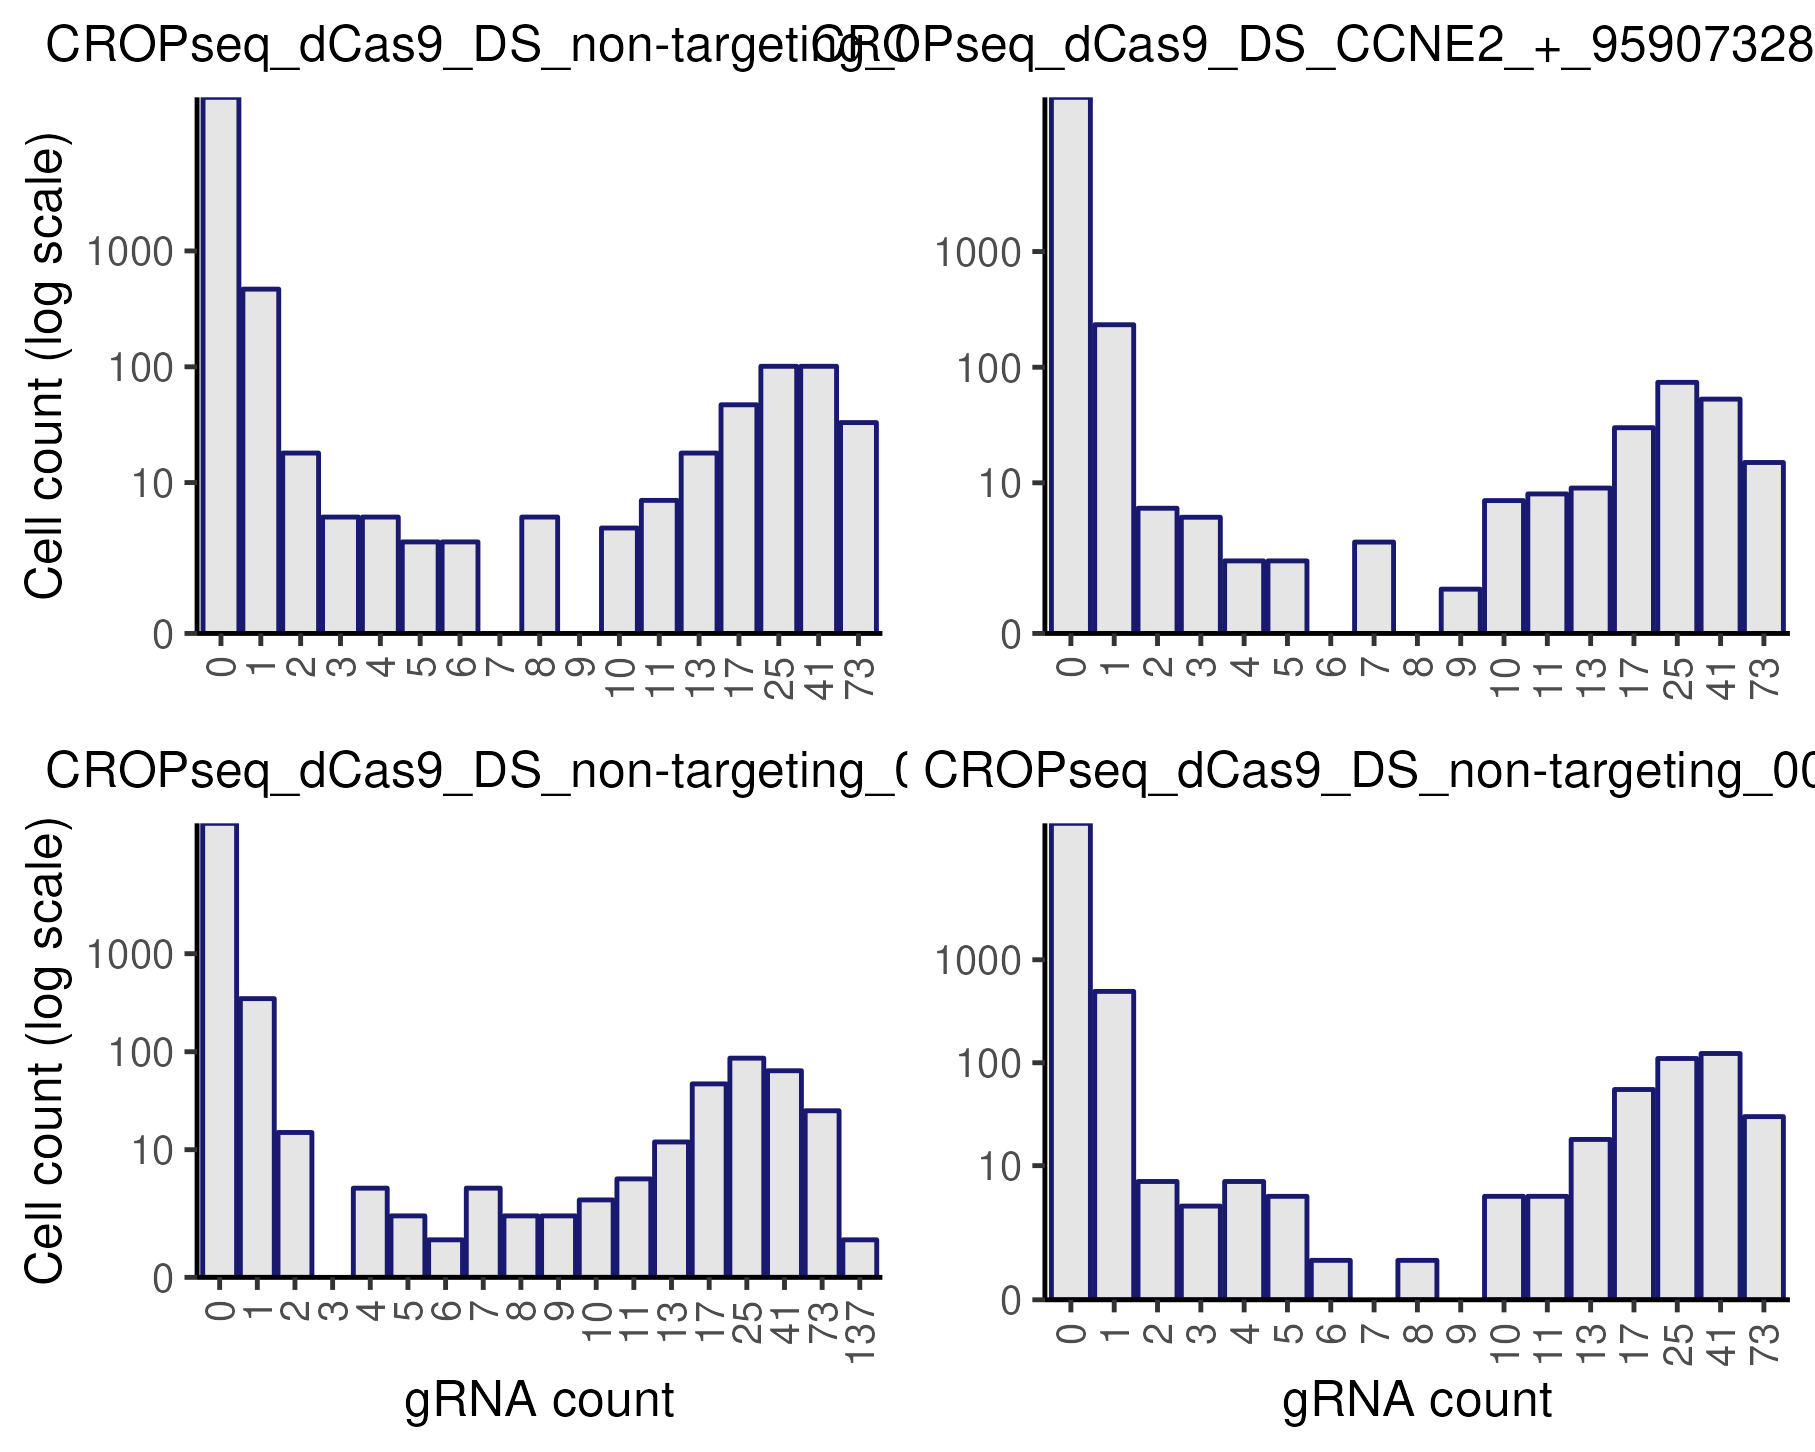 CROPseq_dCas9_DS_non-targeting_0
CROPseq_dCas9_DS_CCNE2_+_95907328
Cell count (log scale)
1000
100
10
0
0 1 2 3 4 5 6 7 8 9 10 11 13 17 25 41 73
1000
100
10
0
0 1 2 3 4 5 6 7 8 9 10 11 13 17 25 41 73
CROPseq_dCas9_DS_non-targeting_0
CROPseq_dCas9_DS_non-targeting_00
Cell count (log scale)
1000
100
10
0
0 1 2 3 4 5 6 7 8 9 10 11 13 17 25 41 73 137
gRNA count
1000
100
10
0
0 1 2 3 4 5 6 7 8 9 10 11 13 17 25 41 73
gRNA count